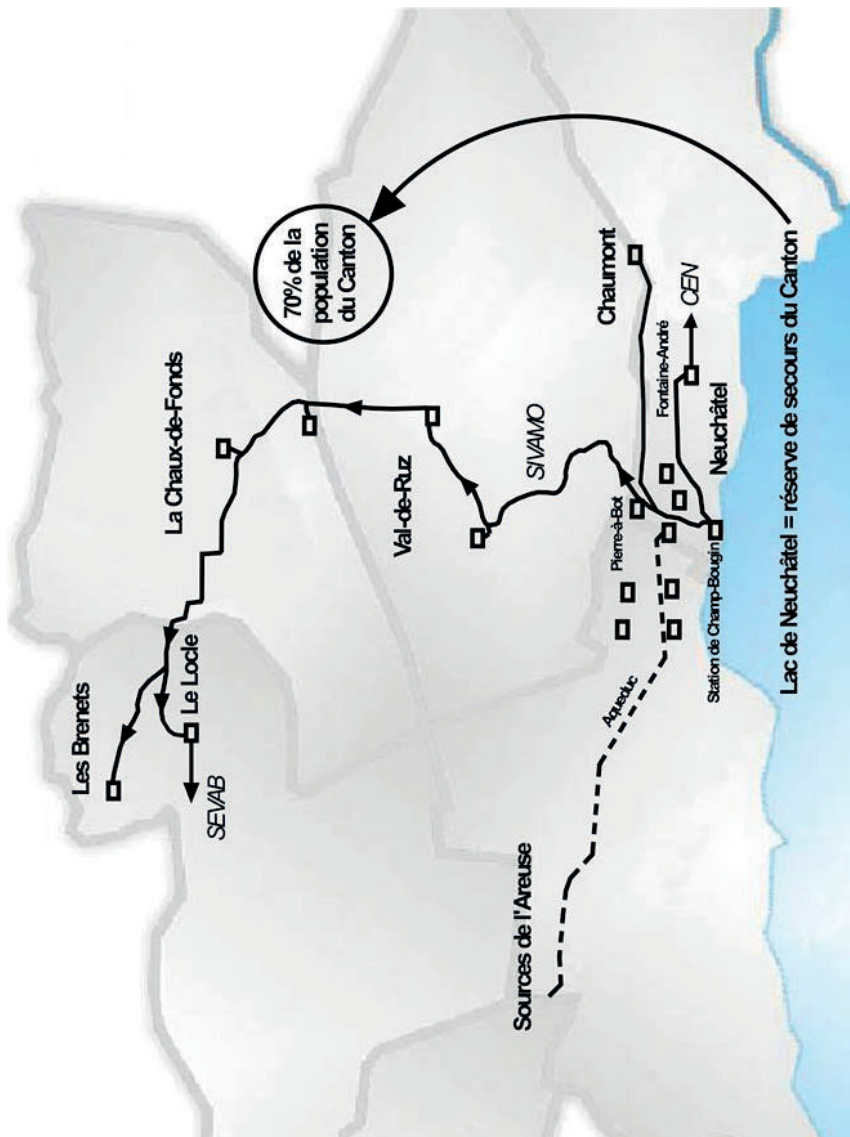 Les Brenets
Le Locle
SEVAB
La Chaux-de-Fonds
70% de la
population
du Canton
Val-de-Ruz
SIVAMO
Sources de l'Areuse
Aqueduc
Pierre-à-Bot
Chaumont
Fontaine-André
CEN
Neuchâtel
Station de Champ-Bougin
Lac de Neuchâtel = réserve de secours du Canton